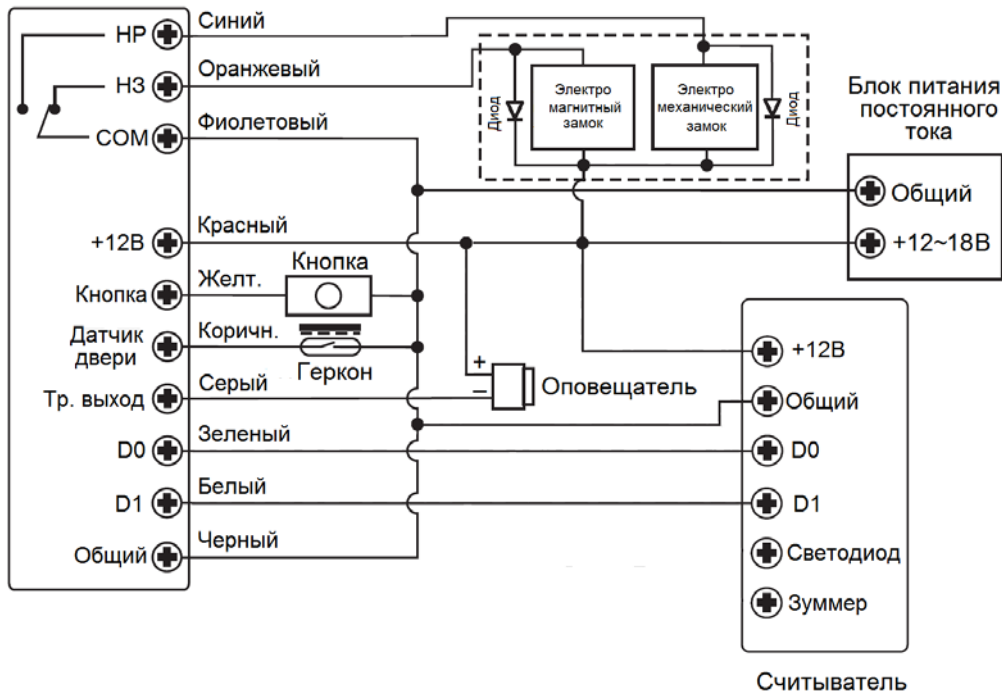 НР
Синий
НЗ
Оранжевый
COM
Фиолетовый
+12В
Красный
Кнопка
Желт.
Кнопка
Датчик
двери
Коричн.
Геркон
Тр. выход
Серый
+
–
Оповещатель
D0
Зеленый
D1
Белый
Общий
Черный
Диод
Электро
магнитный
замок
Электро
механический
замок
Диод
Блок питания
постоянного
тока
Общий
+12~18В
+12В
Общий
D0
D1
Светодиод
Зуммер
Считыватель